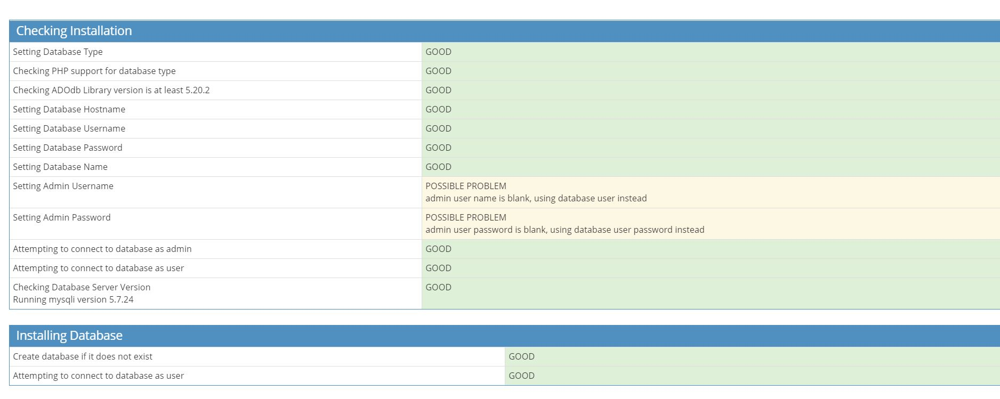 Checking Installation
Setting Database Type GOOD
Checking PHP support for database type GOOD
Checking ADOdb Library version is at least 5.20.2 GOOD
Setting Database Hostname GOOD
Setting Database Username GOOD
Setting Database Password GOOD
Setting Database Name GOOD
Setting Admin Username POSSIBLE PROBLEM
admin user name is blank, using database user instead
Setting Admin Password POSSIBLE PROBLEM
admin user password is blank, using database user password instead
Attempting to connect to database as admin GOOD
Attempting to connect to database as user GOOD
Checking Database Server Version GOOD
Running mysqli version 5.7.24
Installing Database
Create database if it does not exist GOOD
Attempting to connect to database as user GOOD